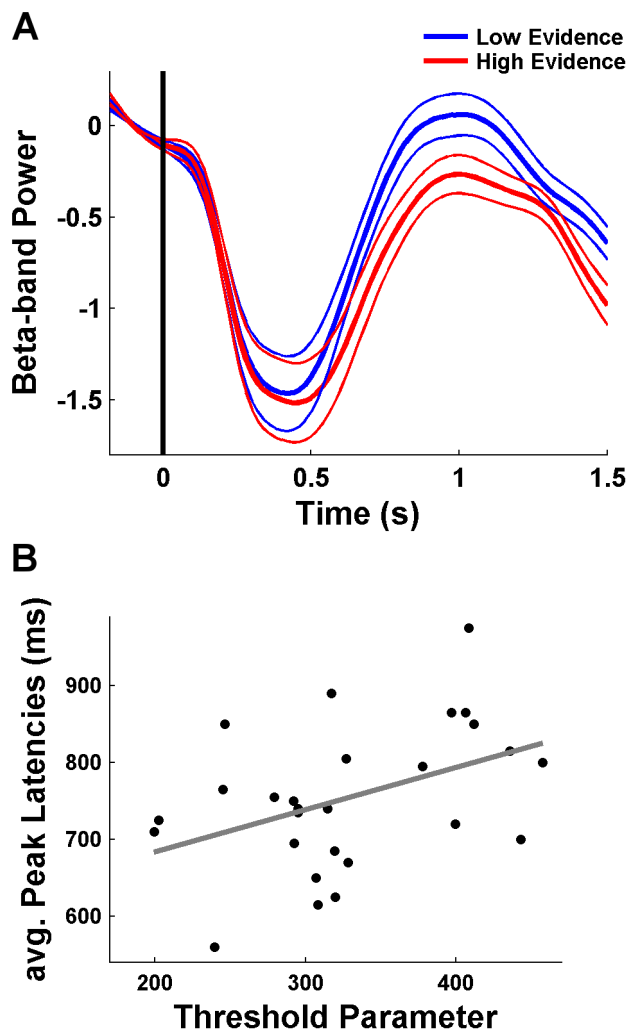 A
Low Evidence
High Evidence
Beta-band Power
0
-0.5
-1
-1.5
0 0.5 1 1.5
Time (s)
B
avg. Peak Latencies (ms)
900
800
700
600
200 300 400
Threshold Parameter